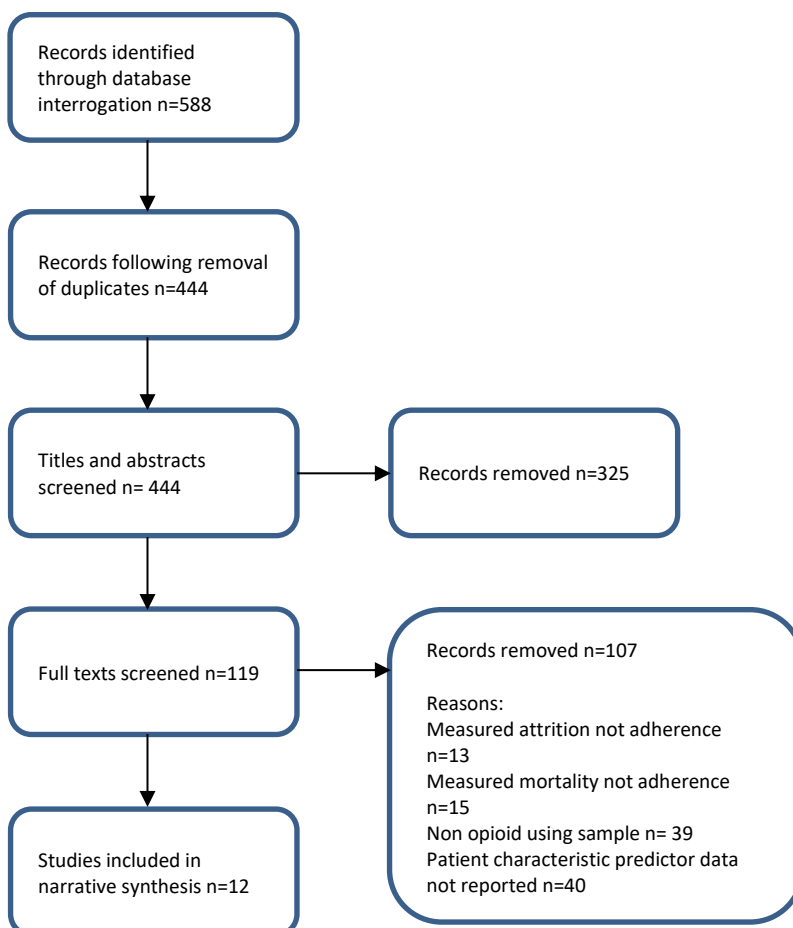 Records identified
through database
interrogation n=588
Records following removal
of duplicates n=444
Titles and abstracts
screened n= 444
Records removed n=325
Full texts screened n=119
Records removed n=107
Reasons:
Measured attrition not adherence
n=13
Measured mortality not adherence
n=15
Non opioid using sample n= 39
Patient characteristic predictor data
not reported n=40
Studies included in
narrative synthesis n=12